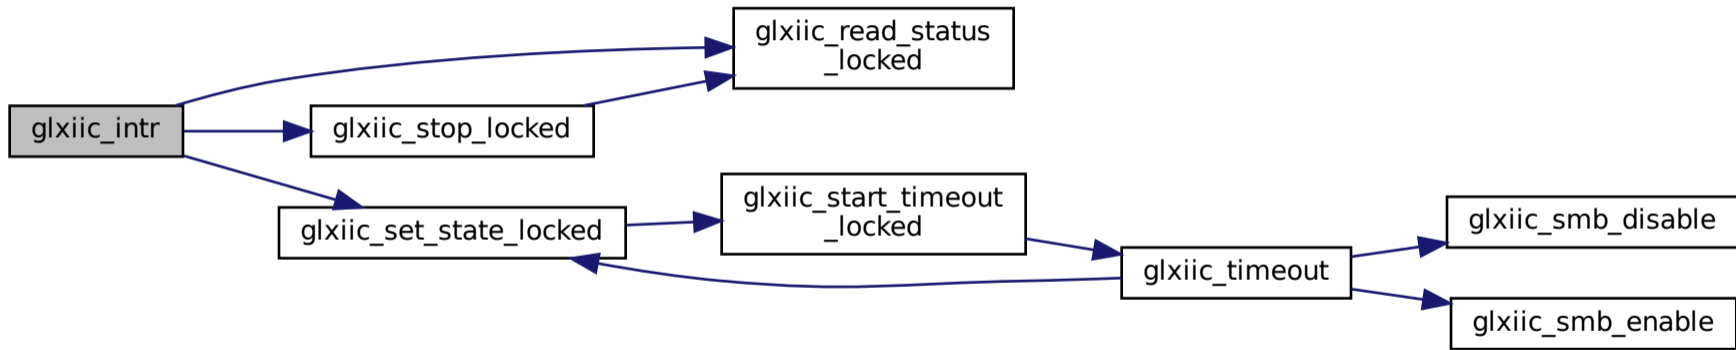 glxiic_read_status
_locked
glxiic_intr
glxiic_stop_locked
glxiic_start_timeout
_locked
glxiic_set_state_locked
glxiic_smb_disable
glxiic_timeout
glxiic_smb_enable